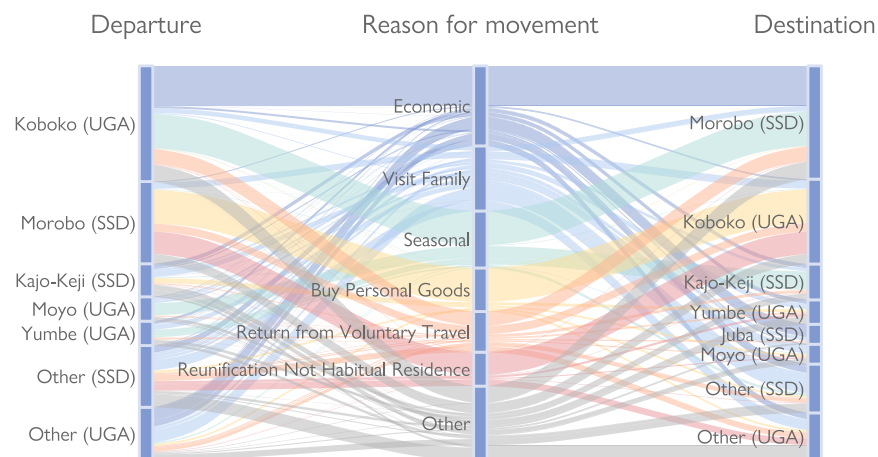 Departure
Reason for movement
Destination
Koboko (UGA)
Morobo (SSD)
Kajo-Keji (SSD)
Moyo (UGA)
Yumbe (UGA)
Other (SSD)
Other (UGA)
Economic
Visit Family
Seasonal
Buy Personal Goods
Return from Voluntary Travel
Reunification Not Habitual Residence
Other
Morobo (SSD)
Koboko (UGA)
Kajo-Keji (SSD)
Yumbe (UGA)
Juba (SSD)
Moyo (UGA)
Other (SSD)
Other (UGA)